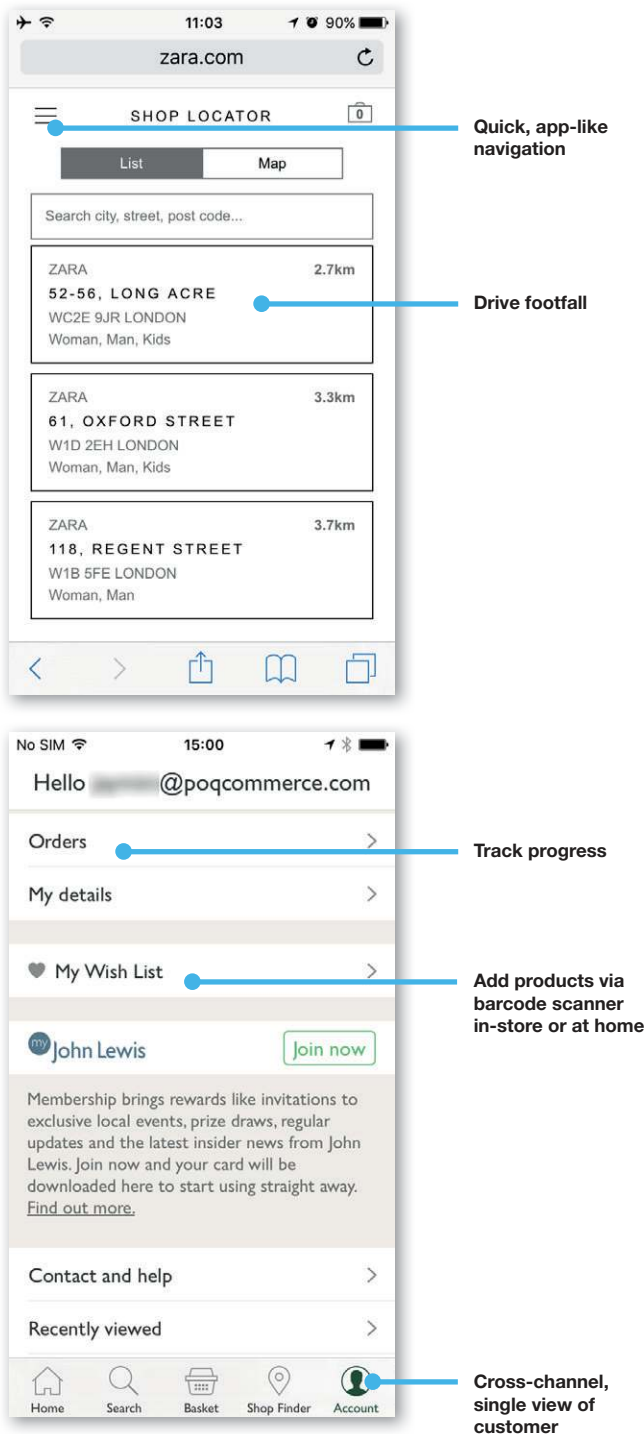 11:03
90%
zara.com
SHOP LOCATOR
0
Quick, app-like
navigation
List
Map
Search city, street, post code...
ZARA
2.7km
52-56, LONG ACRE
Drive footfall
WC2E 9JR LONDON
Woman, Man, Kids
ZARA
3.3km
61, OXFORD STREET
W1D 2EH LONDON
Woman, Man, Kids
ZARA
3.7km
118, REGENT STREET
W1B 5FE LONDON
Woman, Man
No SIM
15:00
Hello @poqcommerce.com
Orders
Track progress
My details
My Wish List
Add products via
barcode scanner
in-store or at home
my John Lewis
Join now
Membership brings rewards like invitations to
exclusive local events, prize draws, regular
updates and the latest insider news from John
Lewis. Join now and your card will be
downloaded here to start using straight away.
Find out more.
Contact and help
Recently viewed
Home
Search
Basket
Shop Finder
Account
Cross-channel,
single view of
customer